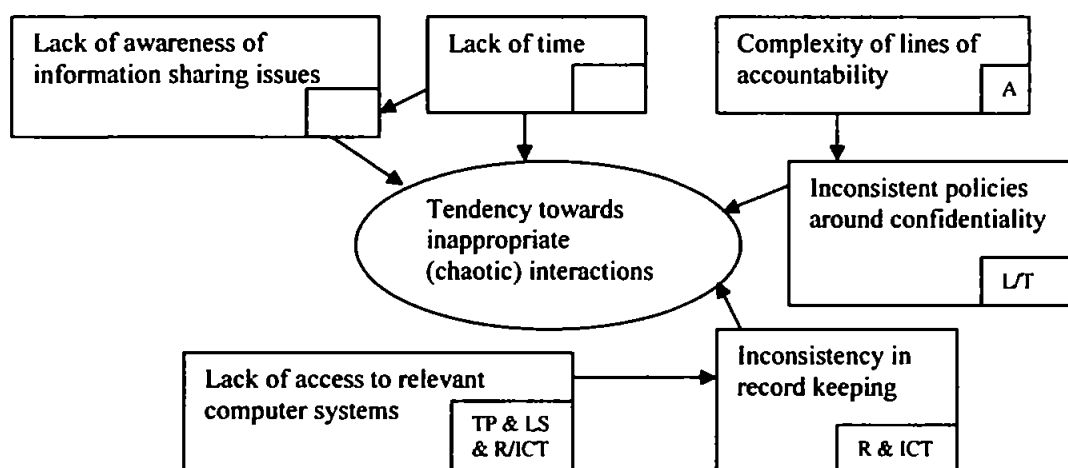 Lack of awareness of
information sharing issues
Lack of time
Complexity of lines of
accountability
A
Tendency towards
inappropriate
(chaotic) interactions
Inconsistent policies
around confidentiality
L/T
Lack of access to relevant
computer systems
TP & LS
& R/ICT
Inconsistency in
record keeping
R & ICT